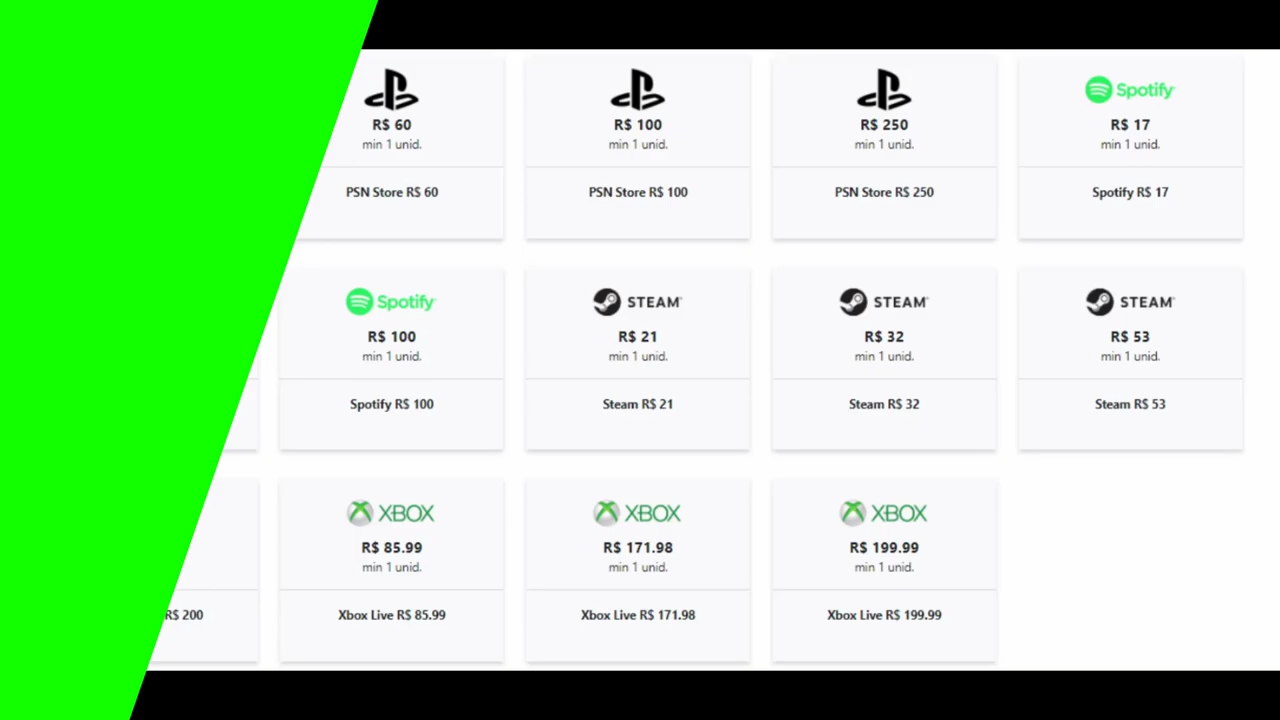 R$ 60
min 1 unid.
PSN Store R$ 60
R$ 100
min 1 unid.
PSN Store R$ 100
R$ 250
min 1 unid.
PSN Store R$ 250
Spotify
R$ 17
min 1 unid.
Spotify R$ 17
Spotify
R$ 100
min 1 unid.
Spotify R$ 100
STEAM
R$ 21
min 1 unid.
Steam R$ 21
STEAM
R$ 32
min 1 unid.
Steam R$ 32
STEAM
R$ 53
min 1 unid.
Steam R$ 53
R$ 200
XBOX
R$ 85.99
min 1 unid.
Xbox Live R$ 85.99
XBOX
R$ 171.98
min 1 unid.
Xbox Live R$ 171.98
XBOX
R$ 199.99
min 1 unid.
Xbox Live R$ 199.99